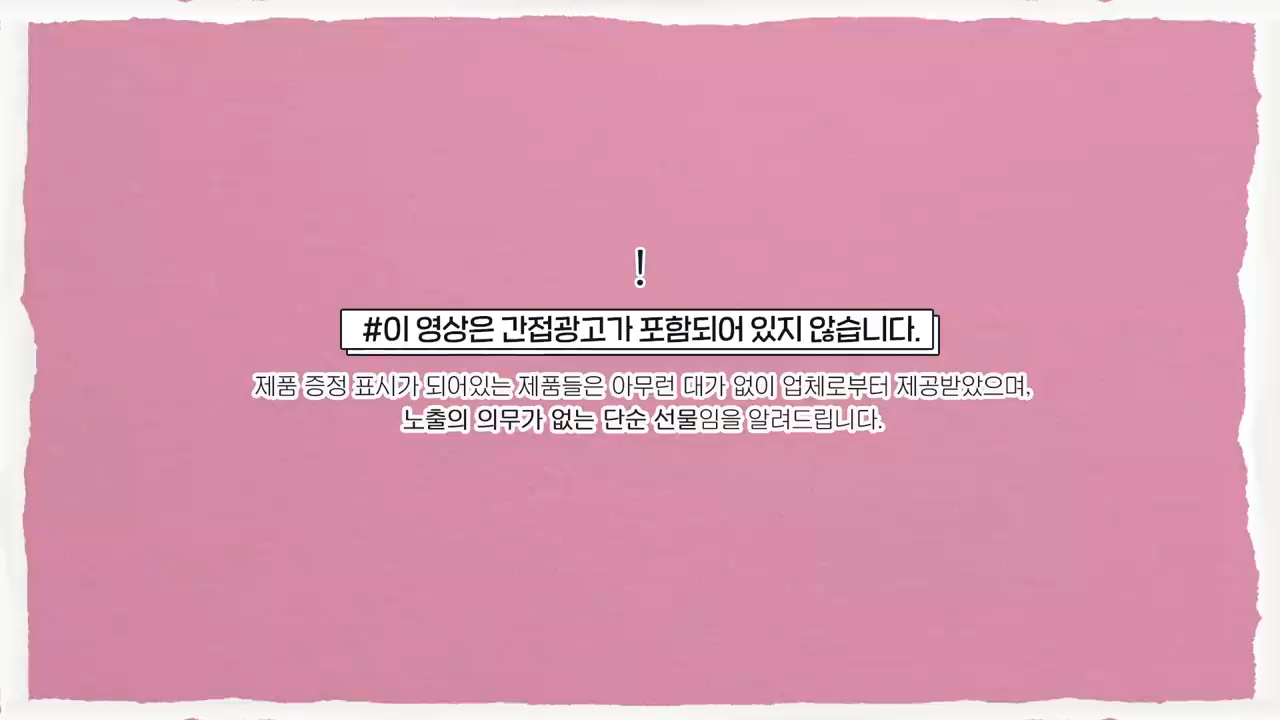 !
#이 영상은 간접광고가 포함되어 있지 않습니다.
제품 증정 표시가 되어있는 제품들은 아무런 대가 없이 업체로부터 제공받았으며,
노출의 의무가 없는 단순 선물임을 알려드립니다.